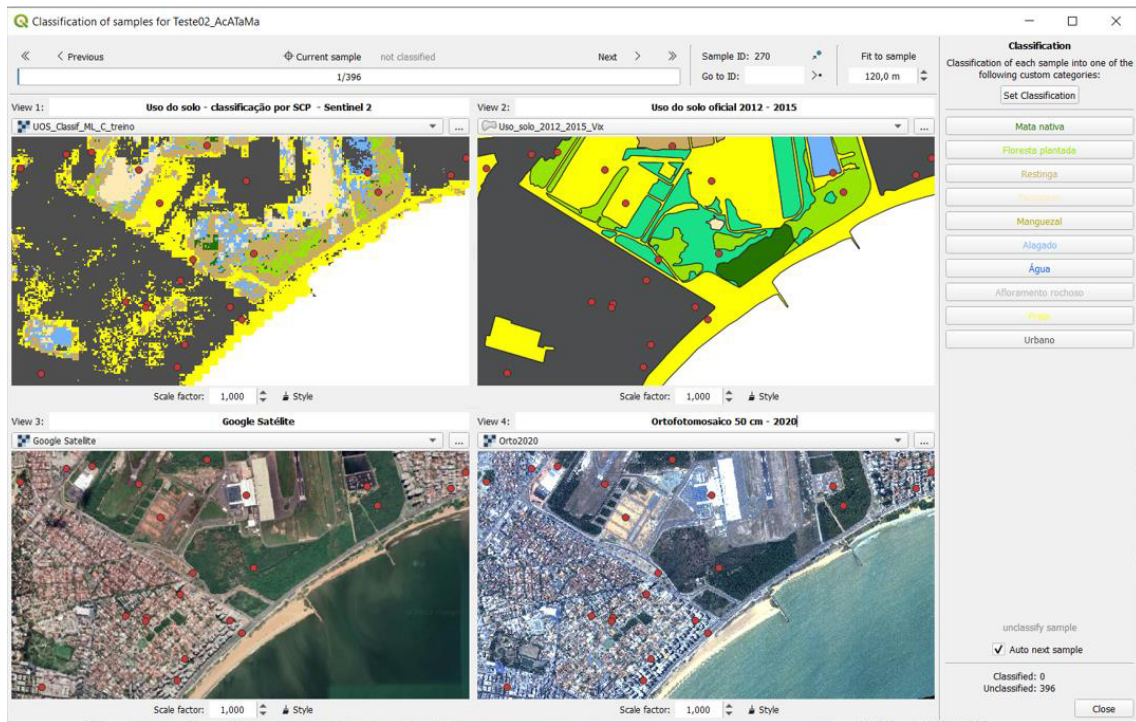 Classification of samples for Teste02_AcATaMa
Previous
Current sample
not classified
Next
1/396
Sample ID: 270
Go to ID:
Fit to sample
120,0 m
Classification
Classification of each sample into one of the
following custom categories:
Set Classification
Mata nativa
Floresta plantada
Restinga
Manguezal
Alagado
Água
Afloramento rochoso
Urbano
View 1:
Uso do solo - classificação por SCP - Sentinel 2
UOS_Classif_ML_C_treino
...
View 2:
Uso do solo oficial 2012 - 2015
Uso_solo_2012_2015_Vix
...
Scale factor: 1,000 Style
Scale factor: 1,000 Style
View 3:
Google Satélite
Google Satelite
...
View 4:
Ortofotomosaico 50 cm - 2020
Orto2020
...
Scale factor: 1,000 Style
Scale factor: 1,000 Style
unclassify sample
Auto next sample
Classified: 0
Unclassified: 396
Close